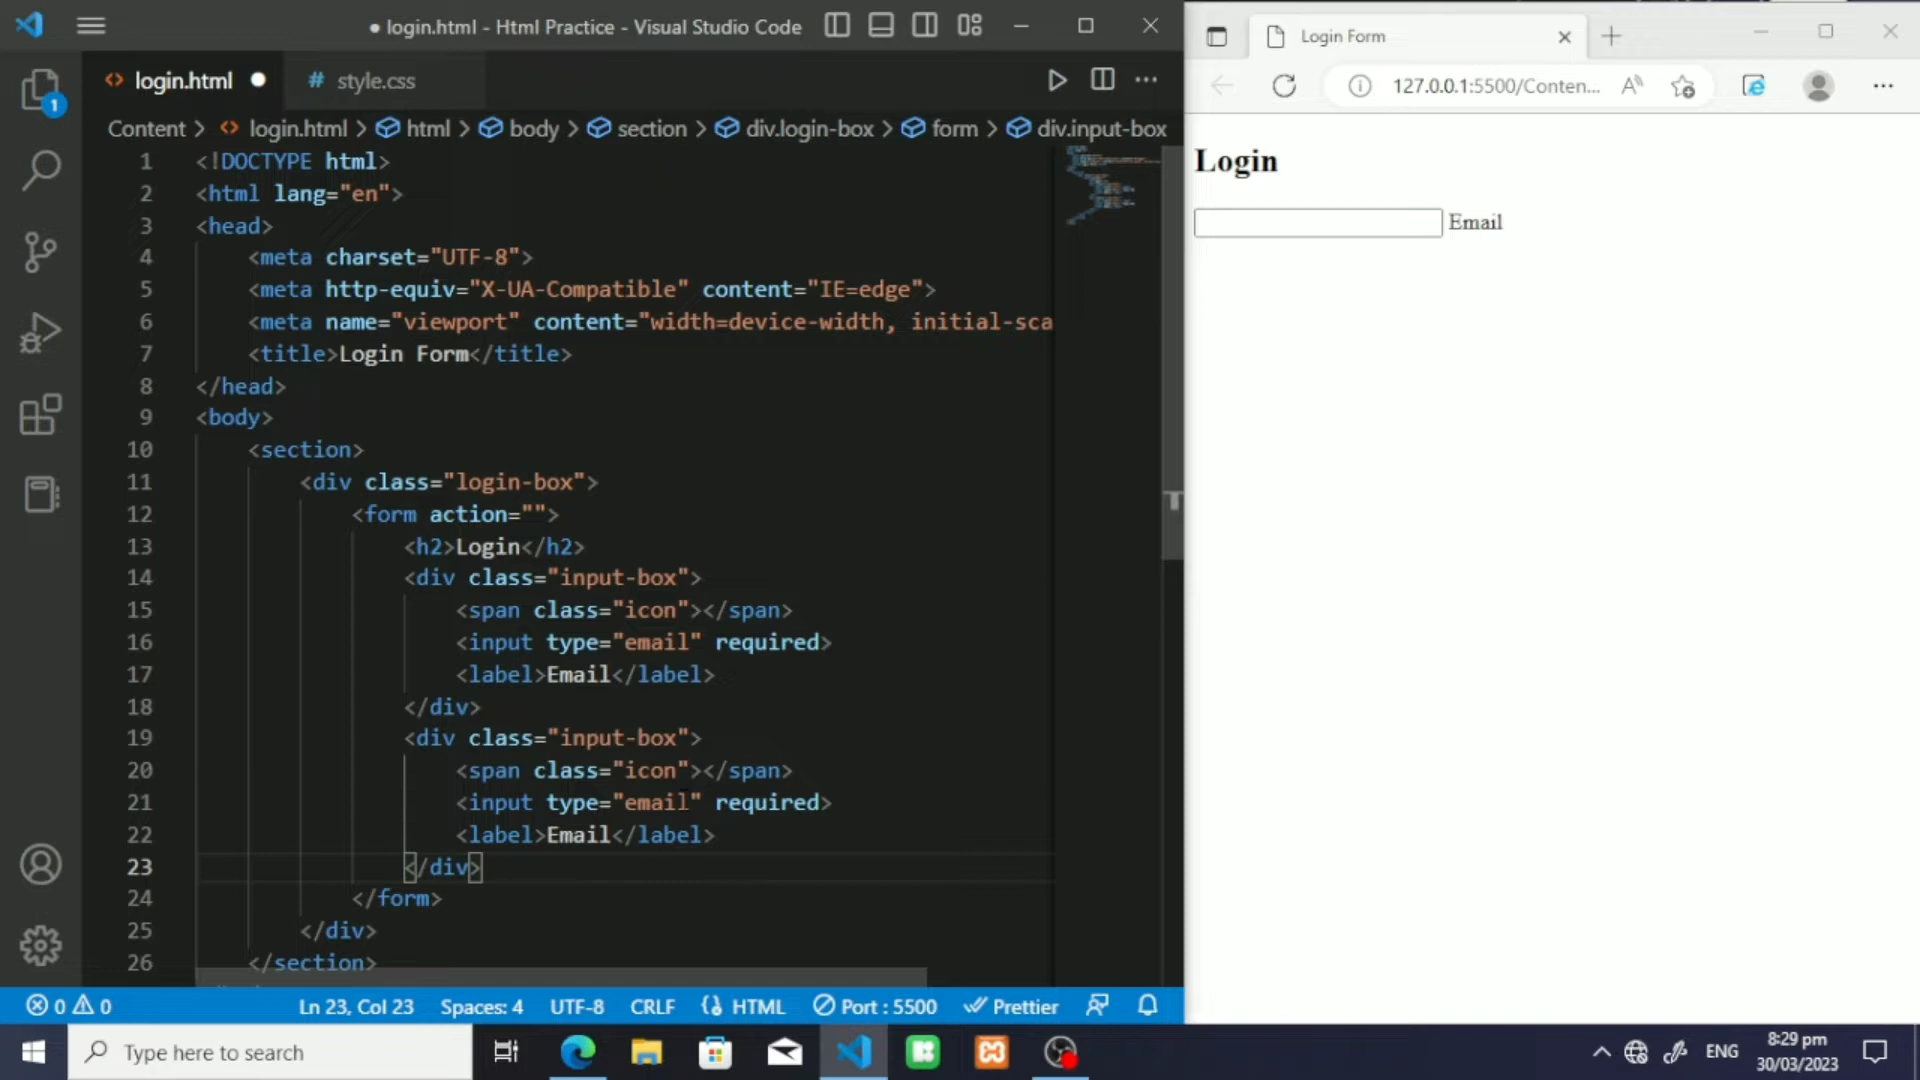 ● login.html - Html Practice - Visual Studio Code
login.html
# style.css
1
Content > login.html > html > body > section > div.login-box > form > div.input-box
1 <!DOCTYPE html>
2 <html lang="en">
3 <head>
4 <meta charset="UTF-8">
5 <meta http-equiv="X-UA-Compatible" content="IE=edge">
6 <meta name="viewport" content="width=device-width, initial-sca
7 <title>Login Form</title>
8 </head>
9 <body>
10 <section>
11 <div class="login-box">
12 <form action="">
13 <h2>Login</h2>
14 <div class="input-box">
15 <span class="icon"></span>
16 <input type="email" required>
17 <label>Email</label>
18 </div>
19 <div class="input-box">
20 <span class="icon"></span>
21 <input type="email" required>
22 <label>Email</label>
23 </div>
24 </form>
25 </div>
26 </section>
0 0 Ln 23, Col 23 Spaces: 4 UTF-8 CRLF HTML Port : 5500 Prettier
Login Form
127.0.0.1:5500/Conten...
Login
Email
Type here to search
ENG
8:29 pm
30/03/2023